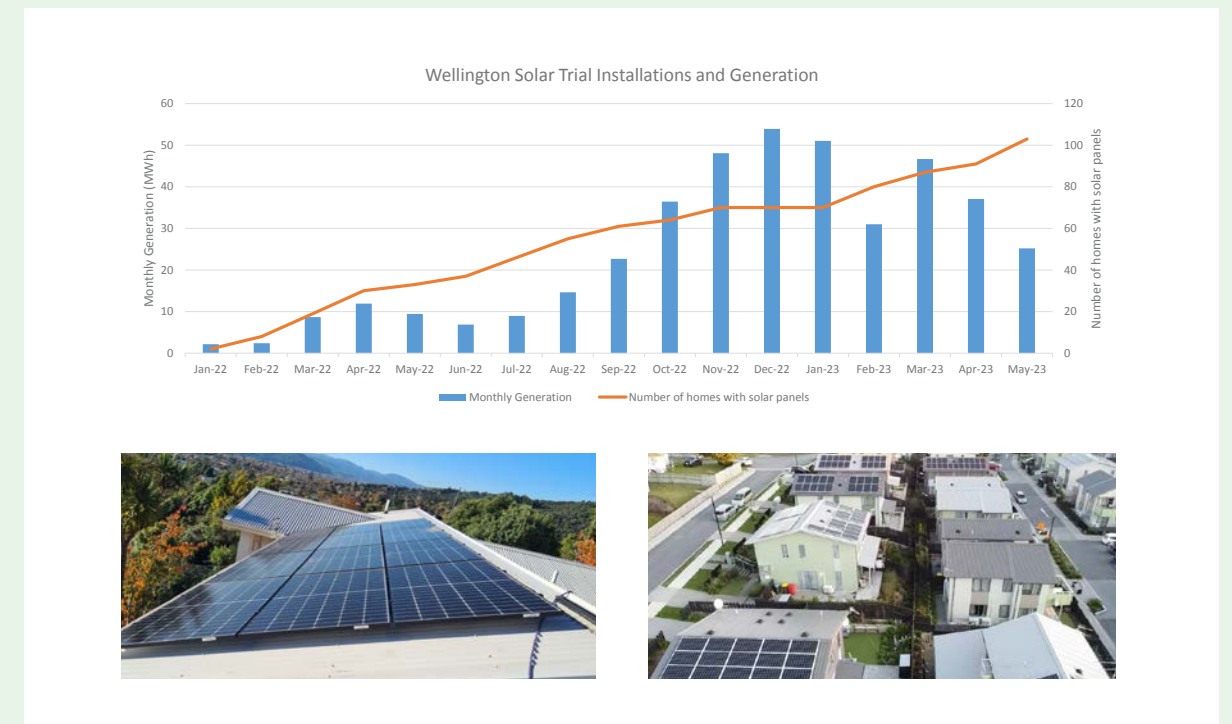 Wellington Solar Trial Installations and Generation
Monthly Generation (MWh)
60
50
40
30
20
10
0
120
100
80
60
40
20
0
Number of homes with solar panels
Jan-22 Feb-22 Mar-22 Apr-22 May-22 Jun-22 Jul-22 Aug-22 Sep-22 Oct-22 Nov-22 Dec-22 Jan-23 Feb-23 Mar-23 Apr-23 May-23
Monthly Generation Number of homes with solar panels